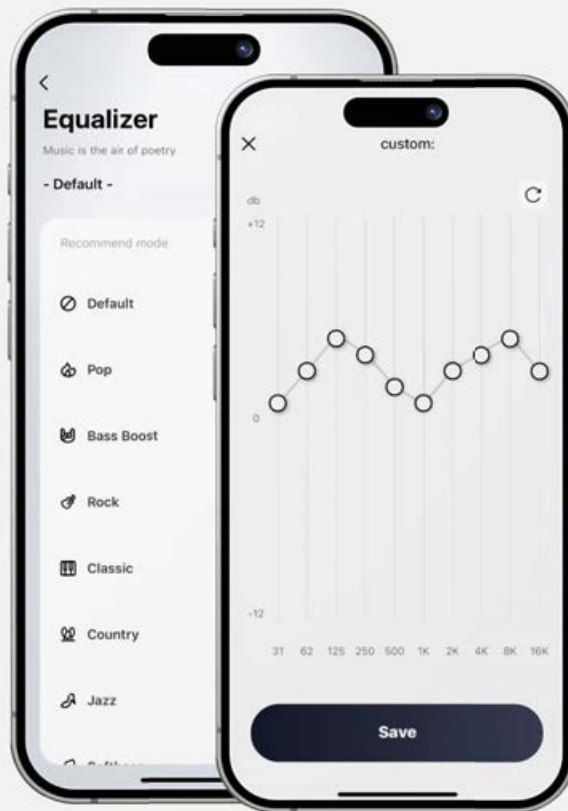 Equalizer
Music is the air of poetry
- Default -
Recommend mode
Default
Pop
Bass Boost
Rock
Classic
Country
Jazz
custom:
db
+12
0
-12
31 62 125 250 500 1K 2K 4K 8K 16K
Save